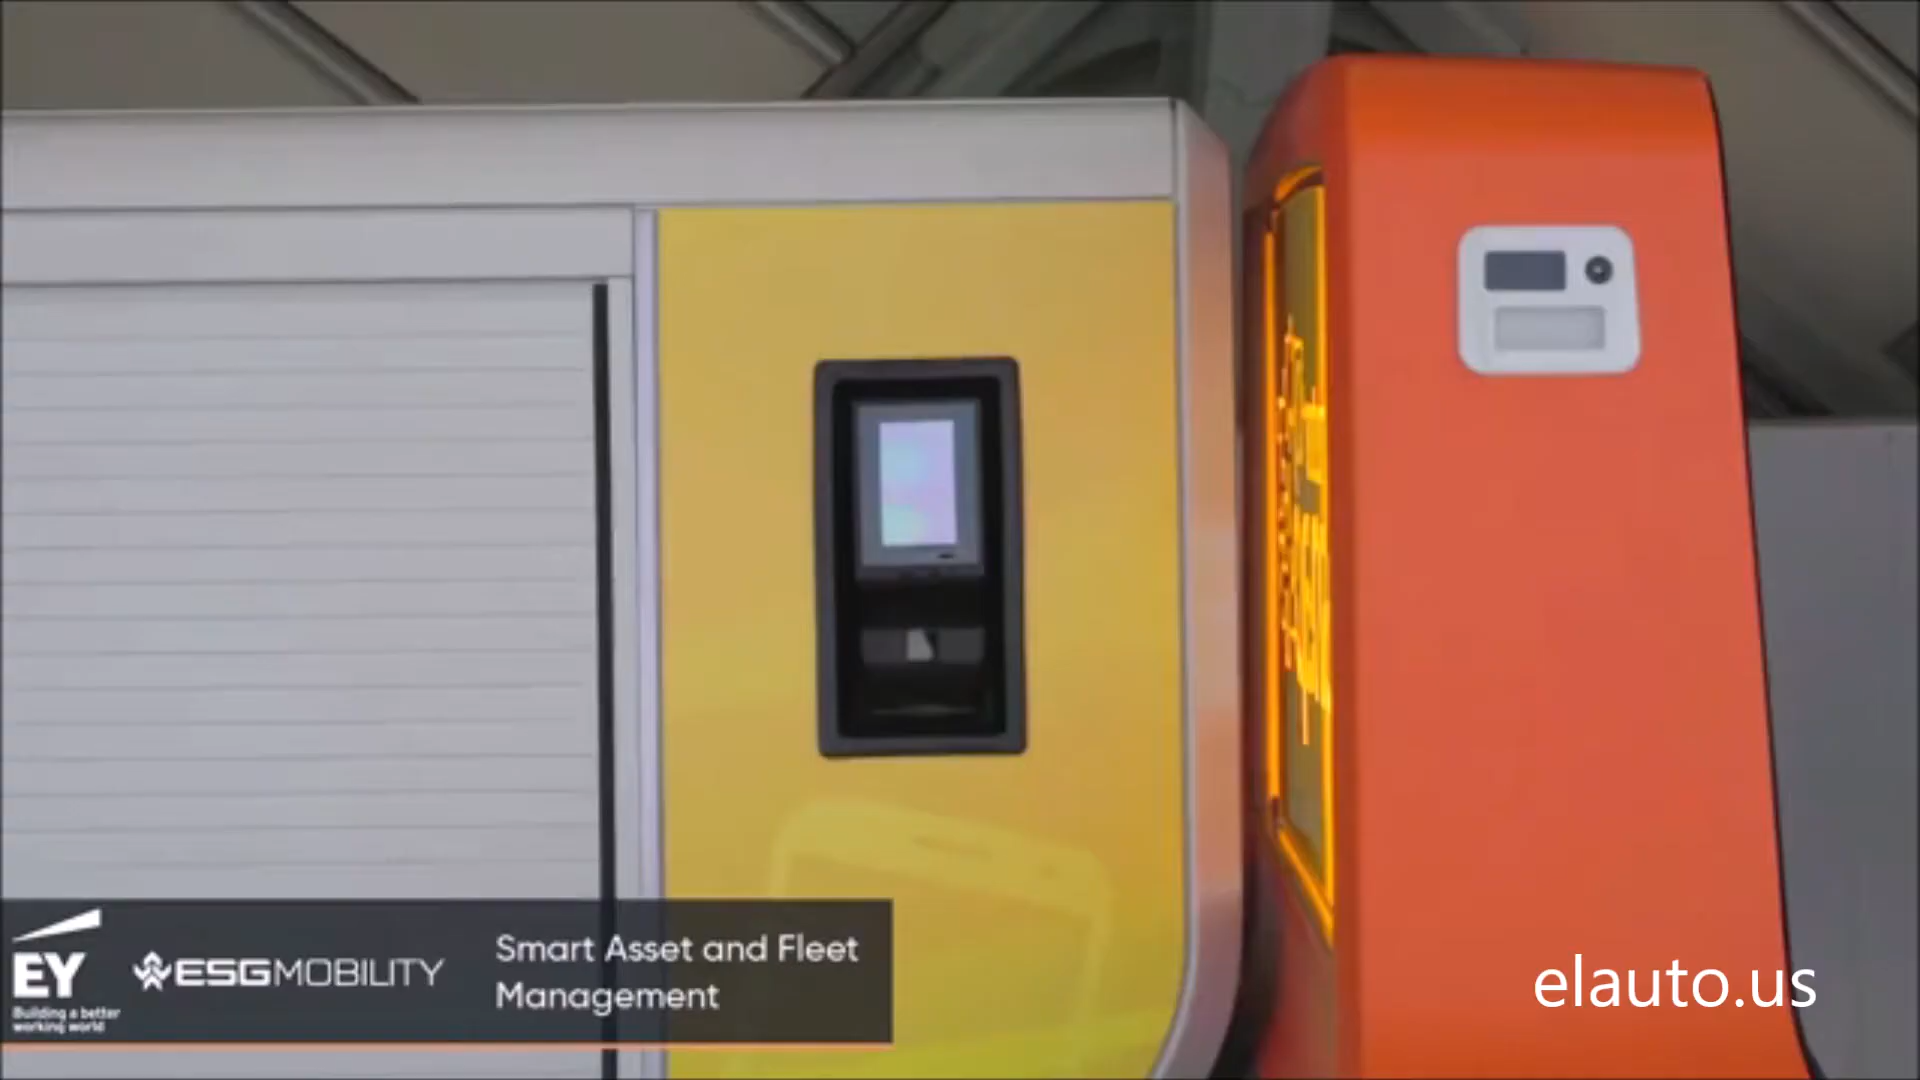 EY
Building a better
working world
ESGMOBILITY
Smart Asset and Fleet
Management
elauto.us